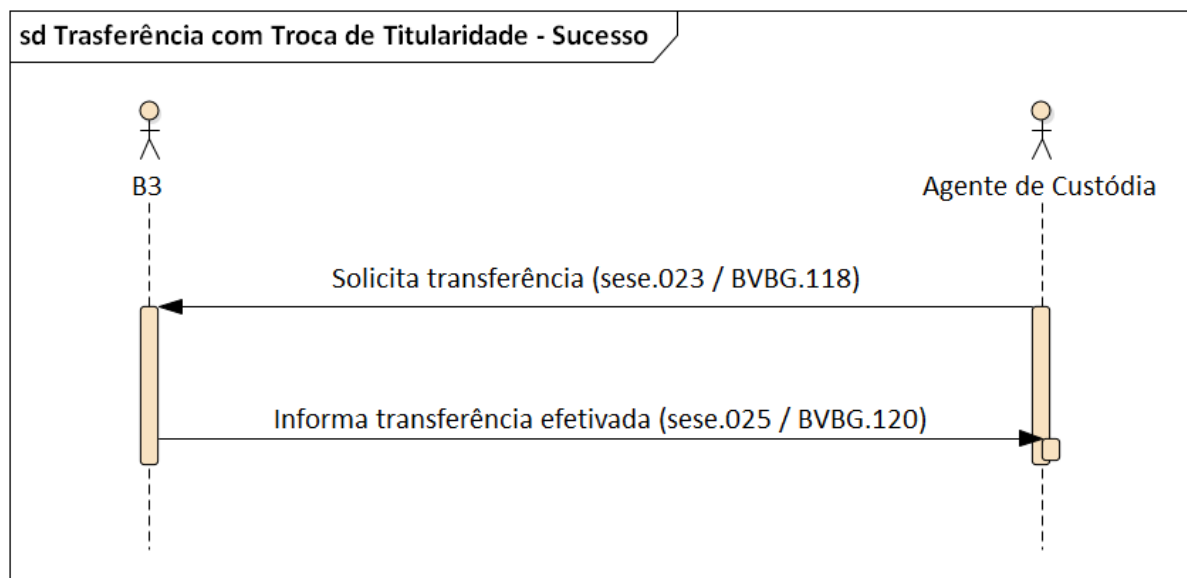 sd Trasferência com Troca de Titularidade - Sucesso
B3
Agente de Custódia
Solicita transferência (sese.023 / BVBG.118)
Informa transferência efetivada (sese.025 / BVBG.120)